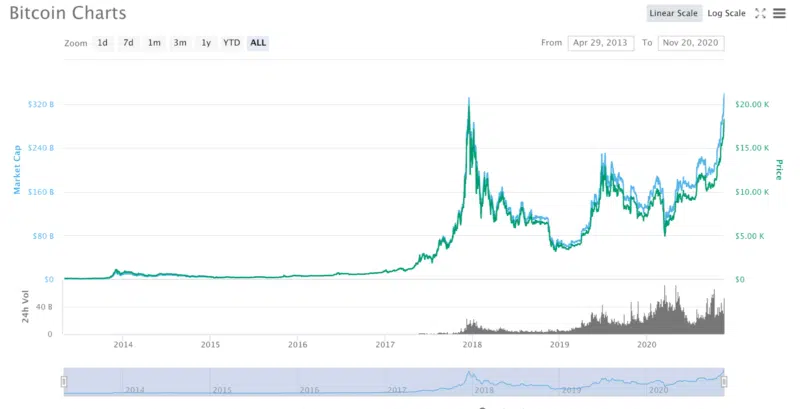 Bitcoin Charts
Linear Scale Log Scale
Zoom 1d 7d 1m 3m 1y YTD ALL
From Apr 29, 2013 To Nov 20, 2020
$320 B $20.00 K
$240 B $15.00 K
$160 B $10.00 K
$80 B $5.00 K
$0 $0
Market Cap
Price
24h Vol
40 B
0
2014 2015 2016 2017 2018 2019 2020
2014 2015 2016 2017 2018 2019 2020